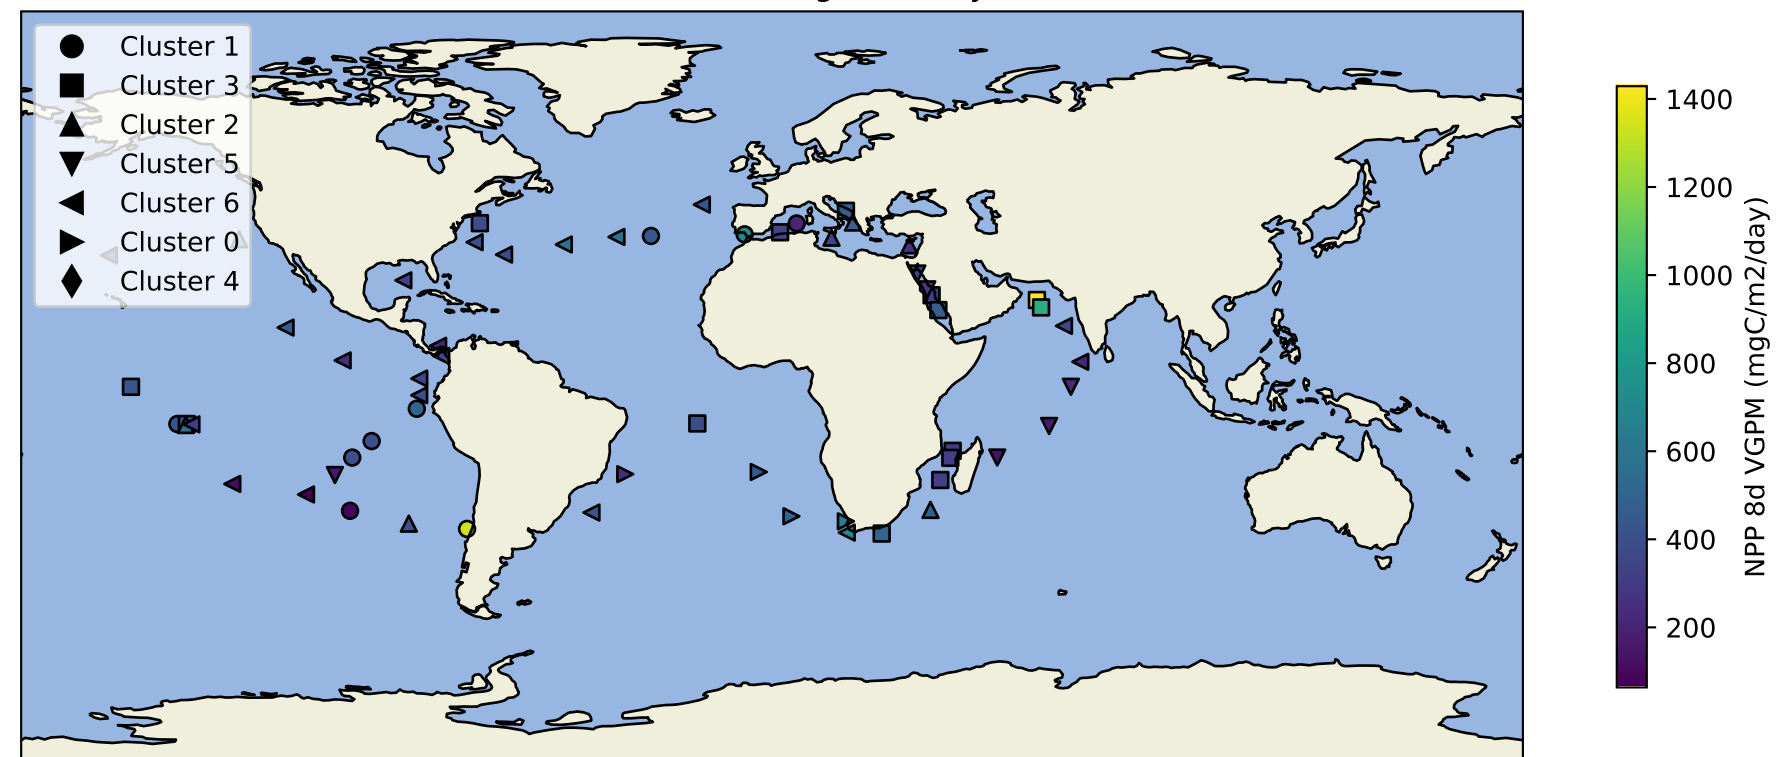 Cluster 1
Cluster 3
Cluster 2
Cluster 5
Cluster 6
Cluster 0
Cluster 4
1400
1200
1000
800
600
400
200
NPP 8d VGPM (mgC/m2/day)